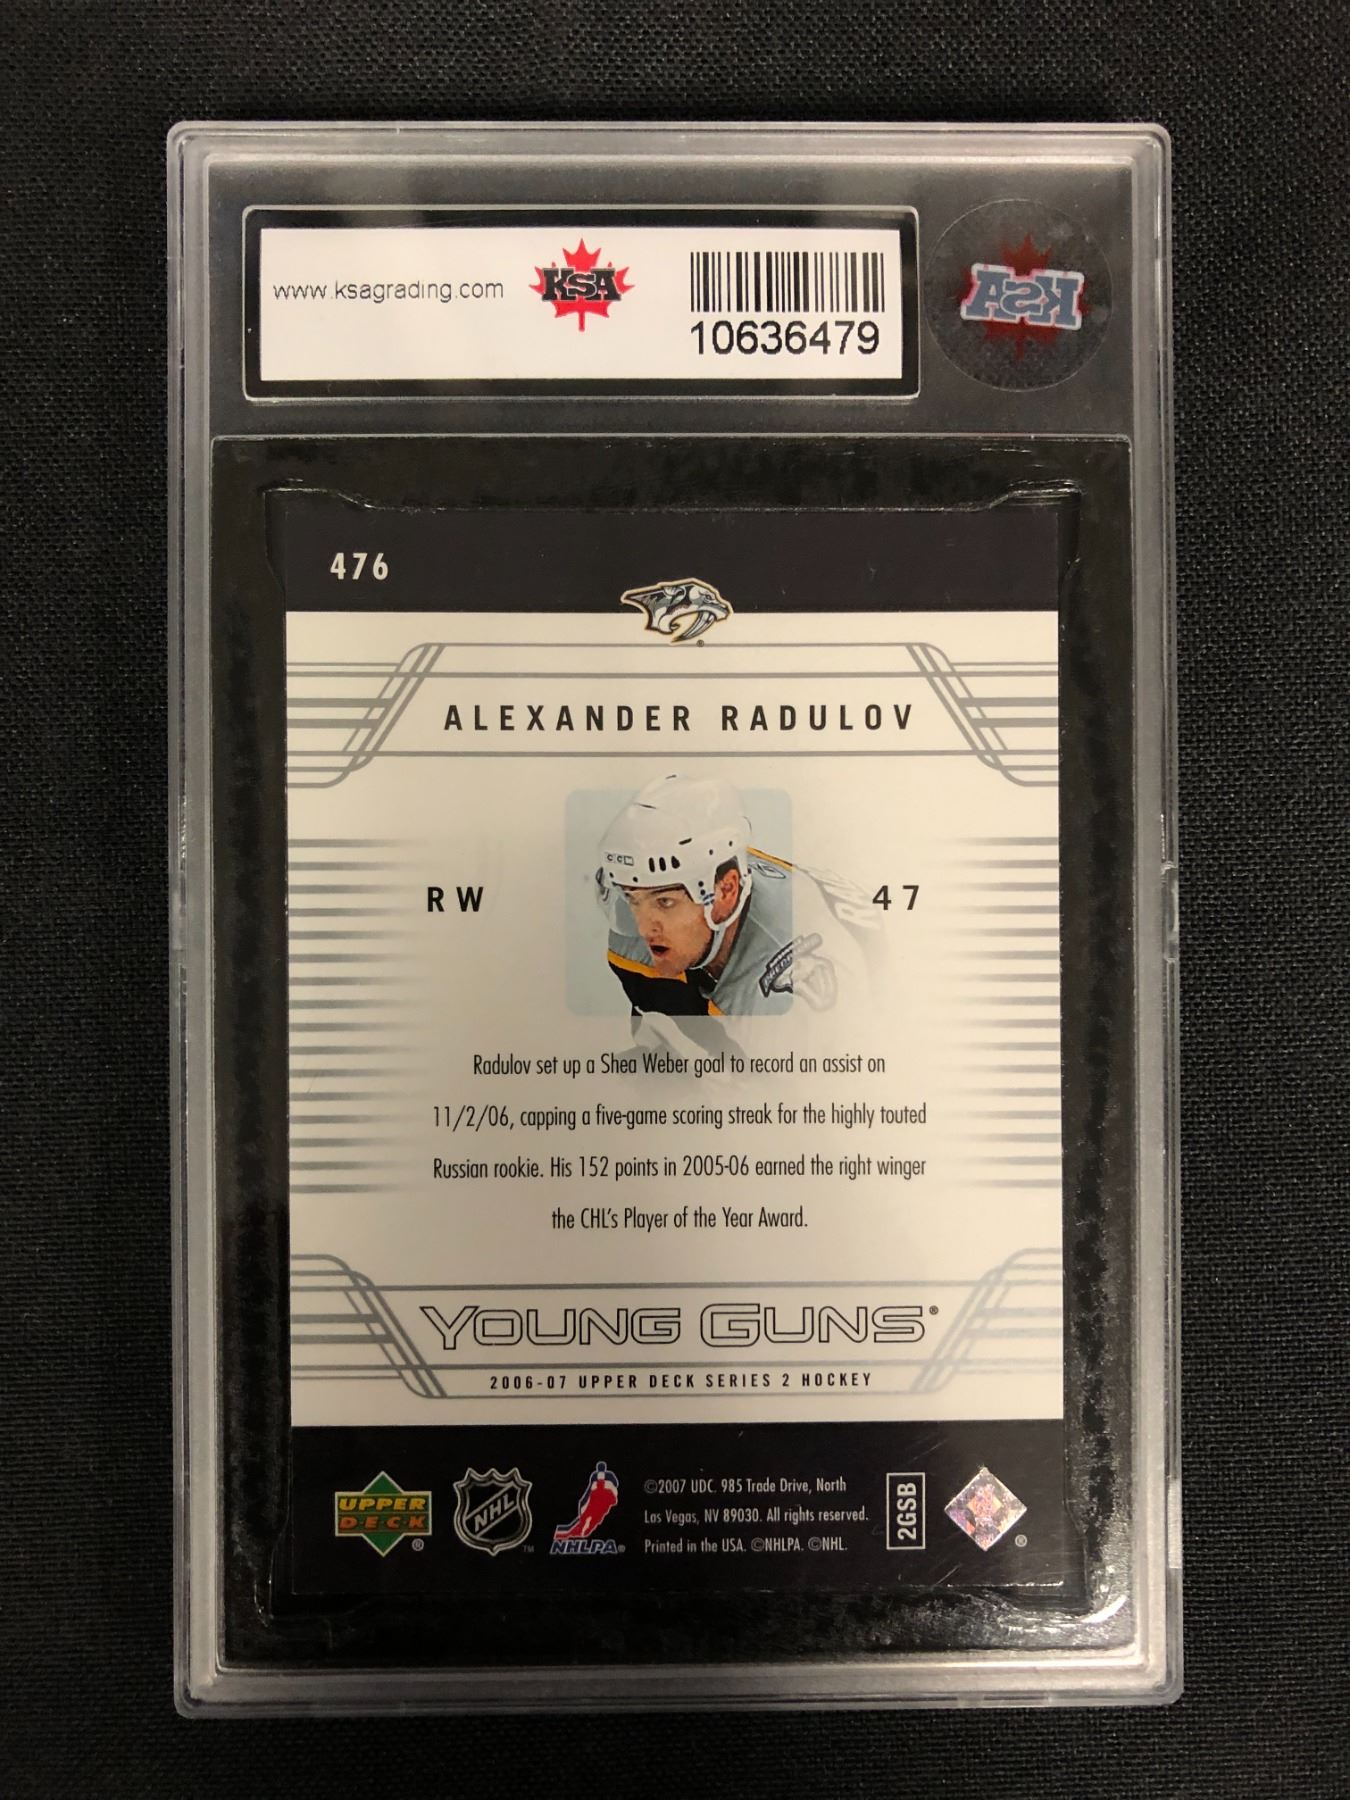 www.ksagrading.com
KSA
10636479
KSA
476
ALEXANDER RADULOV
RW
CCM
47
Radulov set up a Shea Weber goal to record an assist on
11/2/06, capping a five-game scoring streak for the highly touted
Russian rookie. His 152 points in 2005-06 earned the right winger
the CHL's Player of the Year Award.
YOUNG GUNS®
2006-07 UPPER DECK SERIES 2 HOCKEY
UPPER
DECK
®
NHL
™
NHLPA®
©2007 UDC. 985 Trade Drive, North
Las Vegas, NV 89030. All rights reserved.
Printed in the USA. ©NHLPA. ©NHL.
2GSB
®